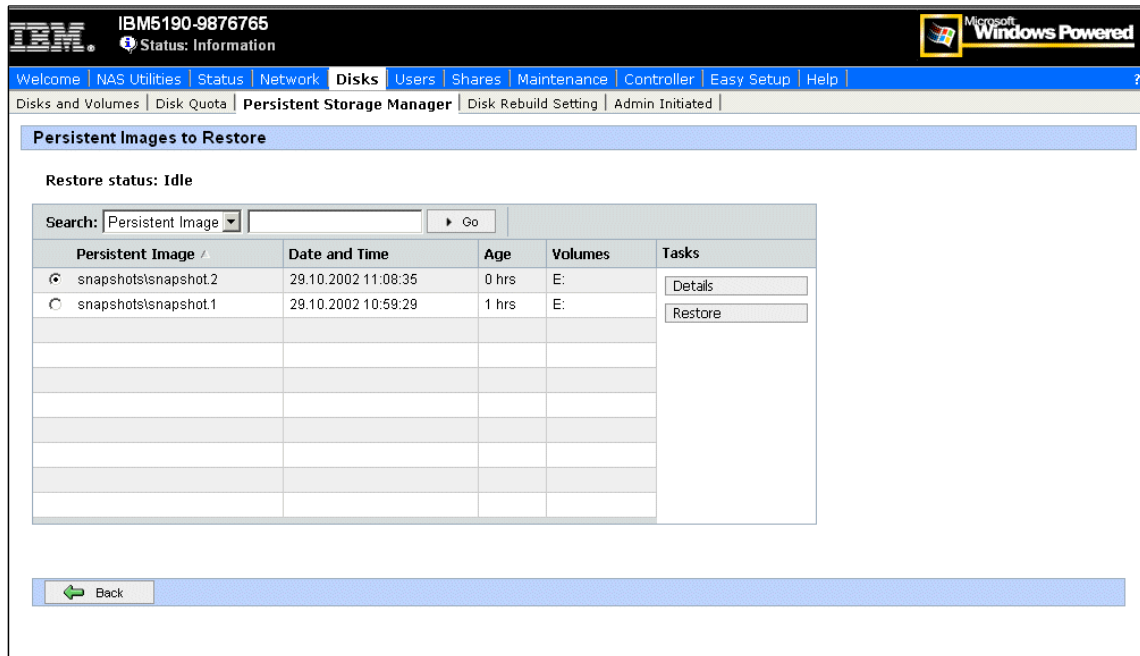 IBM
IBM5190-9876765
Status: Information
Microsoft
Windows Powered
Welcome | NAS Utilities | Status | Network | Disks | Users | Shares | Maintenance | Controller | Easy Setup | Help | ?
Disks and Volumes | Disk Quota | Persistent Storage Manager | Disk Rebuild Setting | Admin Initiated |
Persistent Images to Restore
Restore status: Idle
Search: Persistent Image Go
Persistent Image Date and Time Age Volumes Tasks
snapshots\snapshot.2 29.10.2002 11:08:35 0 hrs E: Details
snapshots\snapshot.1 29.10.2002 10:59:29 1 hrs E: Restore
Back